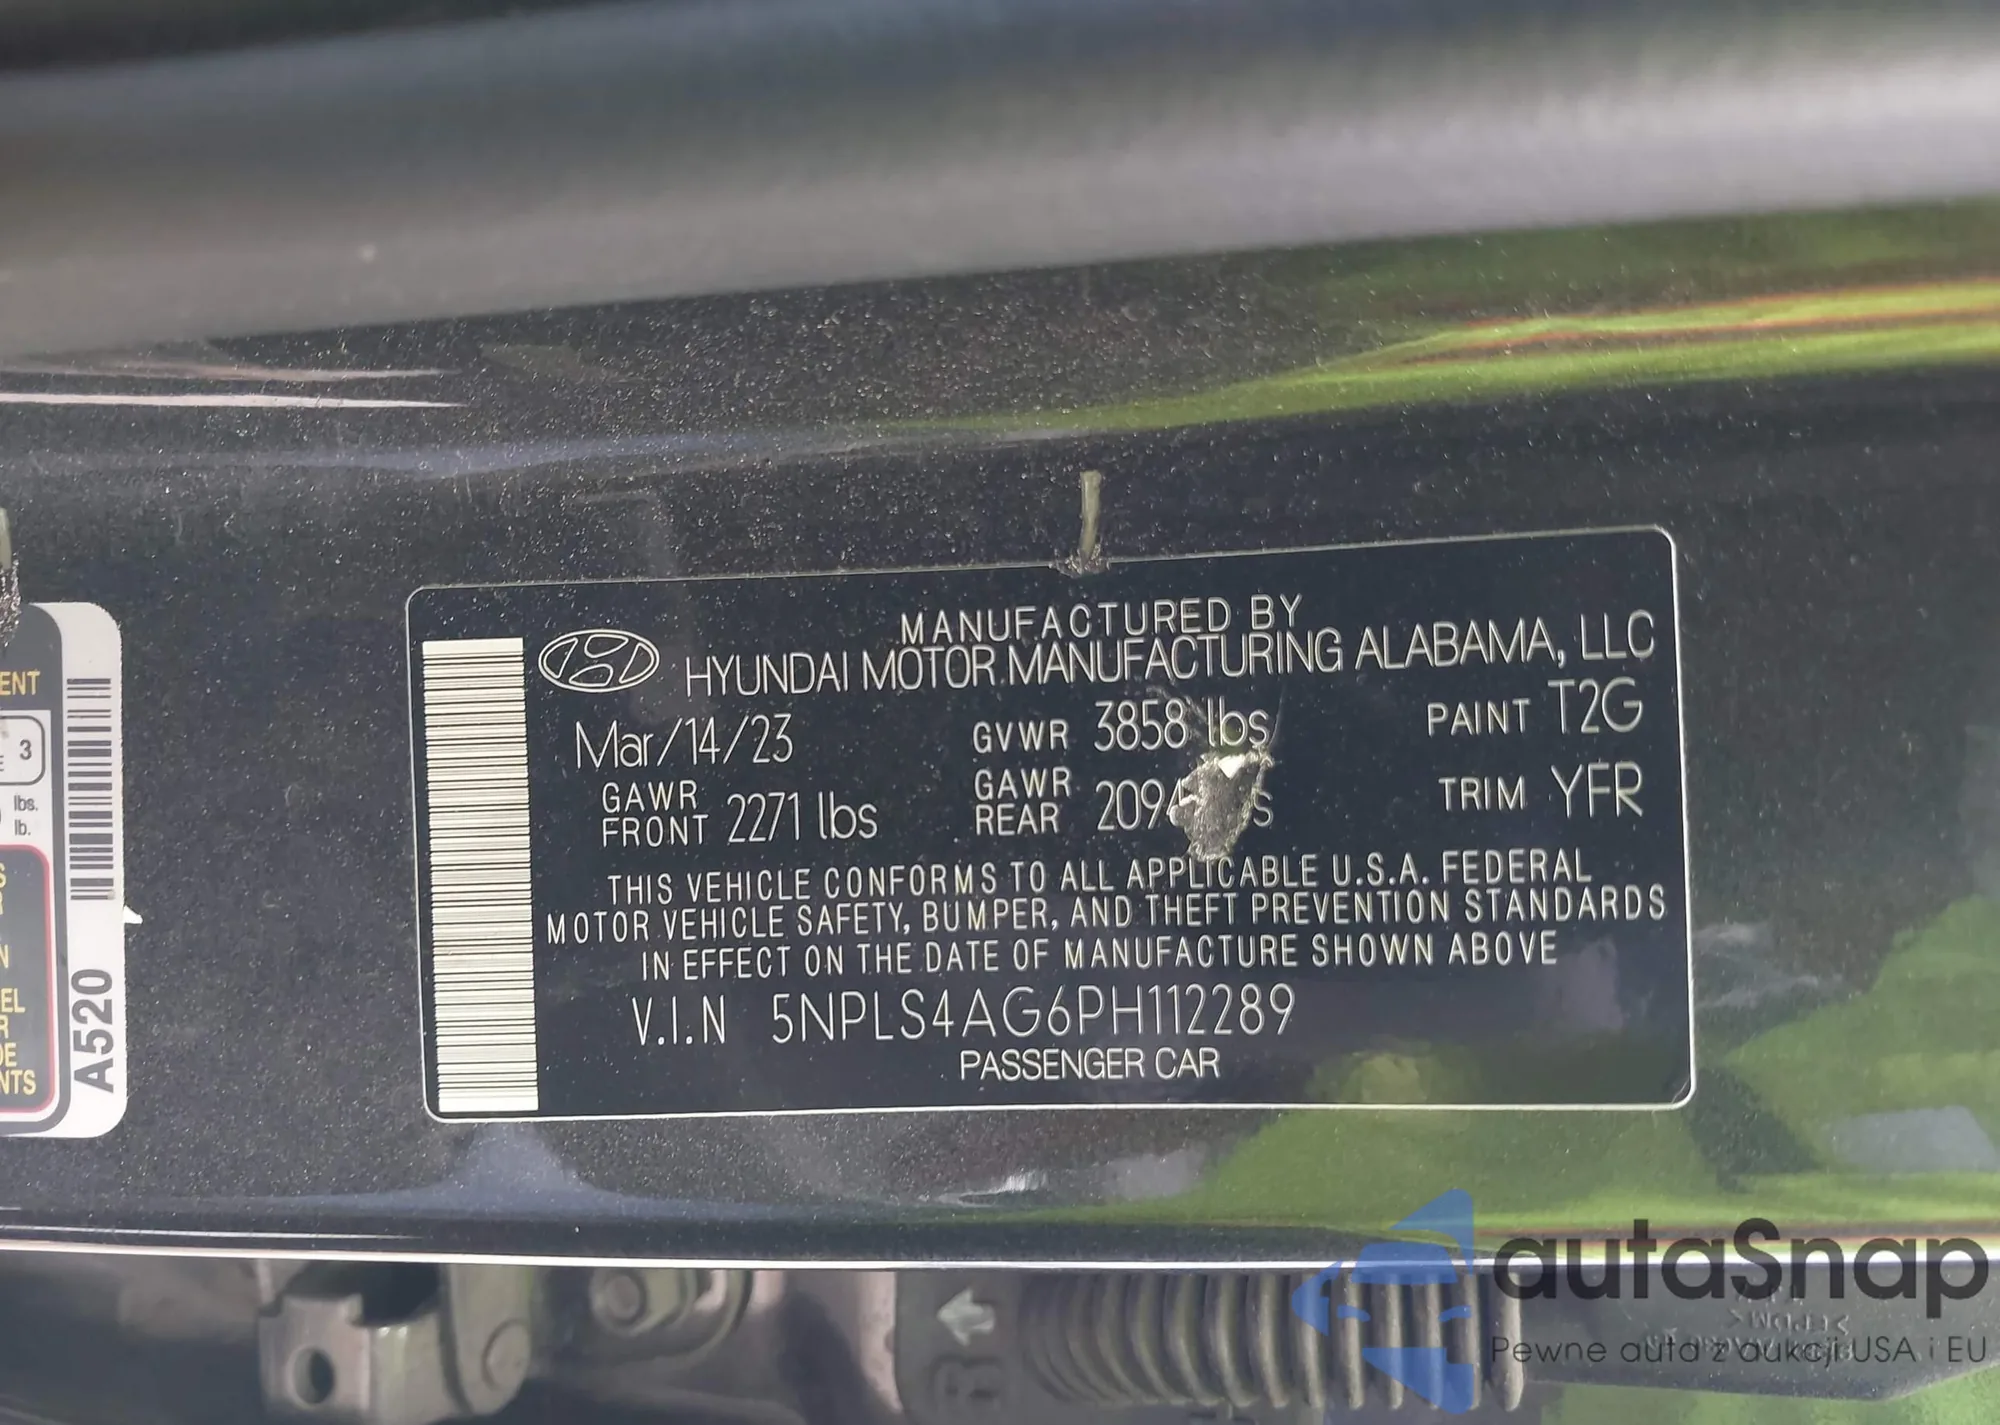 MANUFACTURED BY
HYUNDAI MOTOR MANUFACTURING ALABAMA, LLC
Mar/14/23
GVWR 3858 lbs
PAINT T2G
GAWR
FRONT 2271 lbs
GAWR
REAR
TRIM YFR
THIS VEHICLE CONFORMS TO ALL APPLICABLE U.S.A. FEDERAL
MOTOR VEHICLE SAFETY, BUMPER, AND THEFT PREVENTION STANDARDS
IN EFFECT ON THE DATE OF MANUFACTURE SHOWN ABOVE
V.I.N 5NPLS4AG6PH112289
PASSENGER CAR
3
lbs.
lb.
A520
autaSnap
Pewne auta z aukcji USA i EU